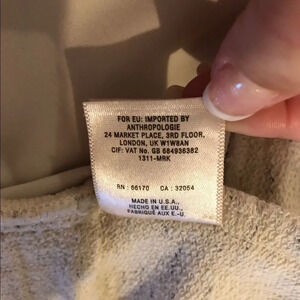 FOR EU: IMPORTED BY
ANTHROPOLOGIE
24 MARKET PLACE, 3RD FLOOR,
LONDON, UK W1W8AN
CIF: VAT No. GB 684936382
1311-MRK
RN : 66170 CA : 32054
MADE IN U.S.A.,
HECHO EN EE.UU.,
FABRIQUÉ AUX E.-U.